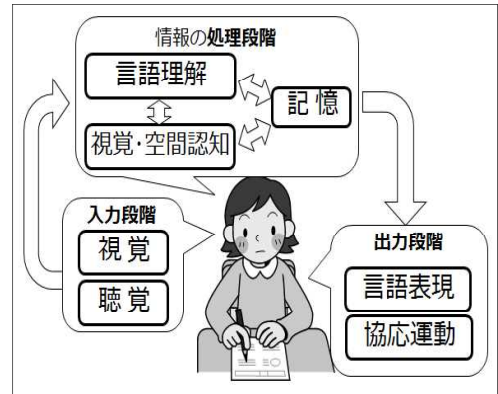 情報の処理段階
言語理解
記憶
視覚・空間認知
入力段階
視覚
聴覚
出力段階
言語表現
協応運動